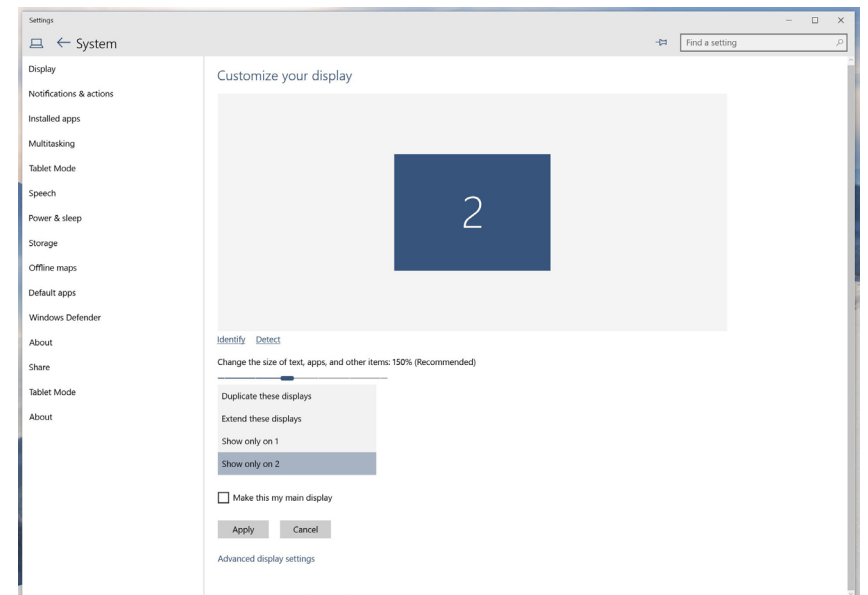 Settings
System
Find a setting
Display
Notifications & actions
Installed apps
Multitasking
Tablet Mode
Speech
Power & sleep
Storage
Offline maps
Default apps
Windows Defender
About
Share
Tablet Mode
About
Customize your display
2
Identify Detect
Change the size of text, apps, and other items: 150% (Recommended)
Duplicate these displays
Extend these displays
Show only on 1
Show only on 2
Make this my main display
Apply Cancel
Advanced display settings